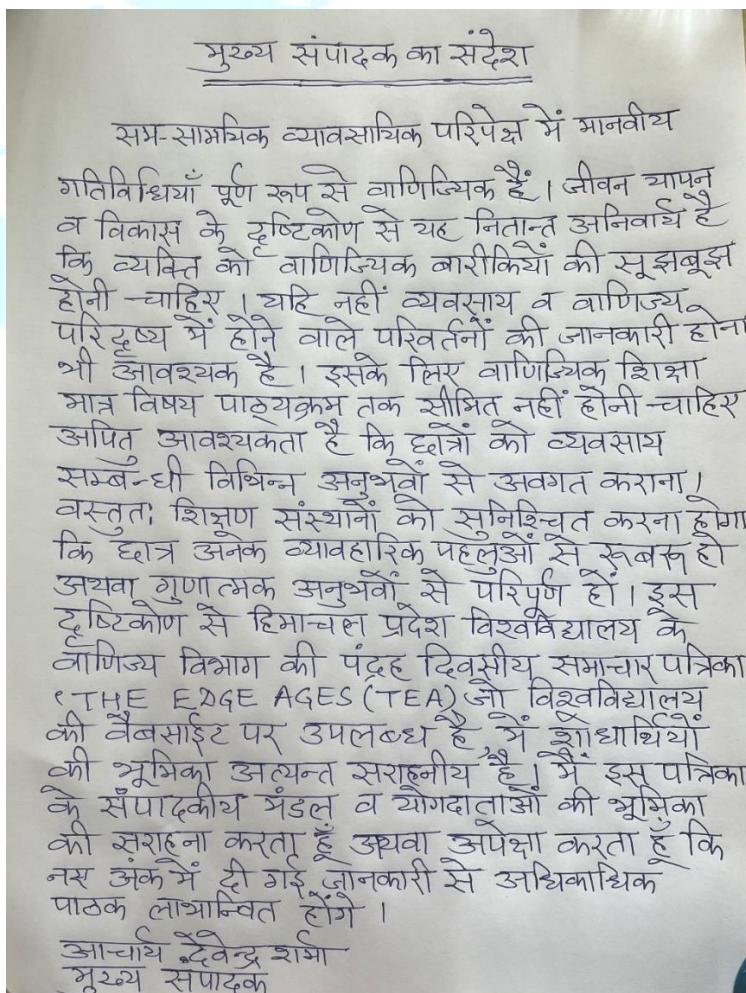 मुख्य संपादक का संदेश
सम-सामयिक व्यावसायिक परिपेक्ष में मानवीय
गतिविधियाँ पूर्ण रूप से वाणिज्यिक हैं। जीवन यापन
व विकास के दृष्टिकोण से यह नितान्त अनिवार्य है
कि व्यक्ति को वाणिज्यिक बारीकियों की सूझबूझ
होनी चाहिए। यहि नहीं व्यवसाय व वाणिज्य
परिदृष्य में होने वाले परिवर्तनों की जानकारी होना
भी आवश्यक है। इसके लिए वाणिज्यिक शिक्षा
मात्र विषय पाठ्यक्रम तक सीमित नहीं होनी चाहिए
अपितु आवश्यकता है कि छात्रों को व्यवसाय
सम्बन्धी विभिन्न अनुभवों से अवगत कराना।
वस्तुतः शिक्षण संस्थानों को सुनिश्चित करना होगा
कि छात्र अनेक व्यावहारिक पहलुओं से रूबरू हो
अथवा गुणात्मक अनुभवों से परिपूर्ण हों। इस
दृष्टिकोण से हिमाचल प्रदेश विश्वविद्यालय के
वाणिज्य विभाग की पंद्रह दिवसीय समाचार पत्रिका
'THE EDGE AGES (TEA) जो विश्वविद्यालय
की वैबसाईट पर उपलब्ध है, में शोधार्थियों
की भूमिका अत्यन्त सराहनीय है। मैं इस पत्रिका
के संपादकीय मंडल व योगदाताओं की भूमिका
की सराहना करता हूँ अथवा अपेक्षा करता हूँ कि
नए अंक में दी गई जानकारी से अधिकाधिक
पाठक लाभान्वित होंगे।
आचार्य देवेन्द्र शर्मा
मुख्य संपादक